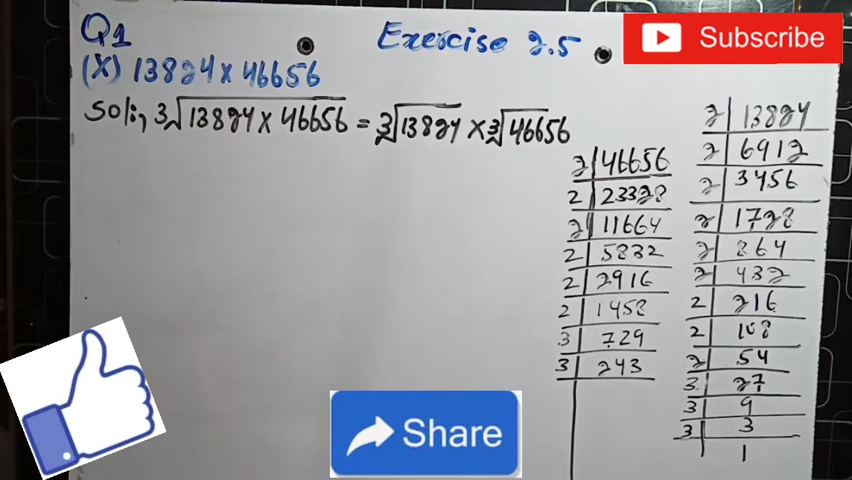 Q1
Exercise 2.5
Subscribe
(X) 13824 x 46656
Sol:, 3√13824 x 46656 = 3√13824 x 3√46656
2 | 46656
2 | 23328
2 | 11664
2 | 5832
2 | 2916
2 | 1458
3 | 729
3 | 243
2 | 13824
2 | 6912
2 | 3456
2 | 1728
2 | 864
2 | 432
2 | 216
2 | 108
2 | 54
3 | 27
3 | 9
3 | 3
1
Share